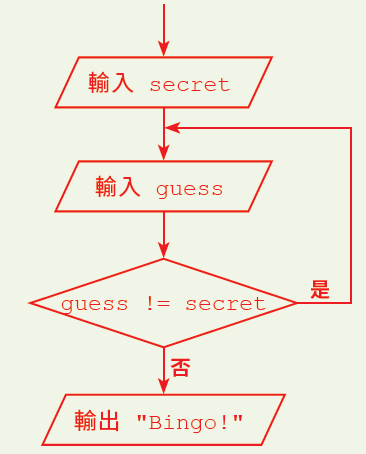 輸入 secret
輸入 guess
guess != secret
是
否
輸出 "Bingo!"